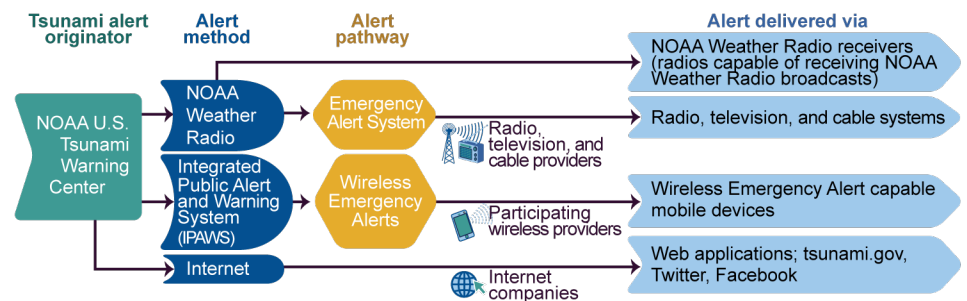 Tsunami alert
originator
Alert
method
Alert
pathway
Alert delivered via
NOAA U.S.
Tsunami
Warning
Center
NOAA
Weather
Radio
Integrated
Public Alert
and Warning
System
(IPAWS)
Internet
Emergency
Alert System
Wireless
Emergency
Alerts
Radio,
television, and
cable providers
Participating
wireless providers
Internet
companies
NOAA Weather Radio receivers
(radios capable of receiving NOAA
Weather Radio broadcasts)
Radio, television, and cable systems
Wireless Emergency Alert capable
mobile devices
Web applications; tsunami.gov,
Twitter, Facebook